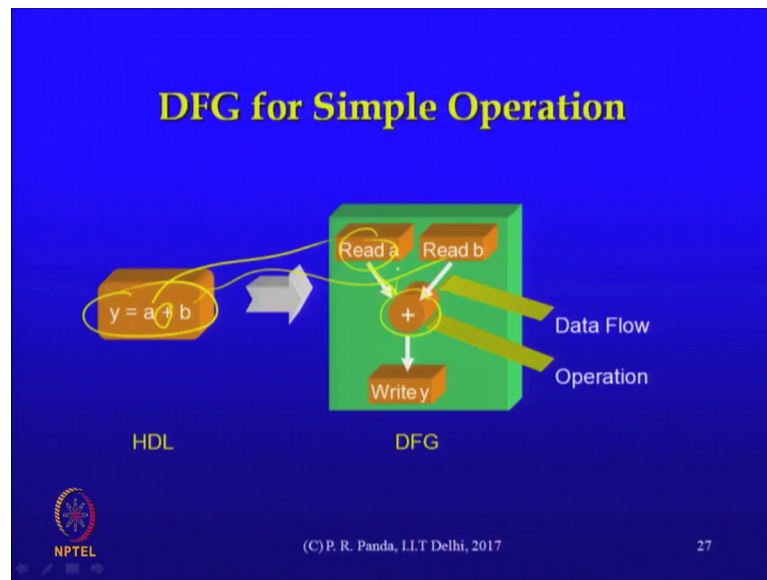 DFG for Simple Operation
Read a
Read b
y = a + b
+
Data Flow
Operation
Write y
HDL
DFG
NPTEL
(C) P. R. Panda, I.I.T Delhi, 2017
27